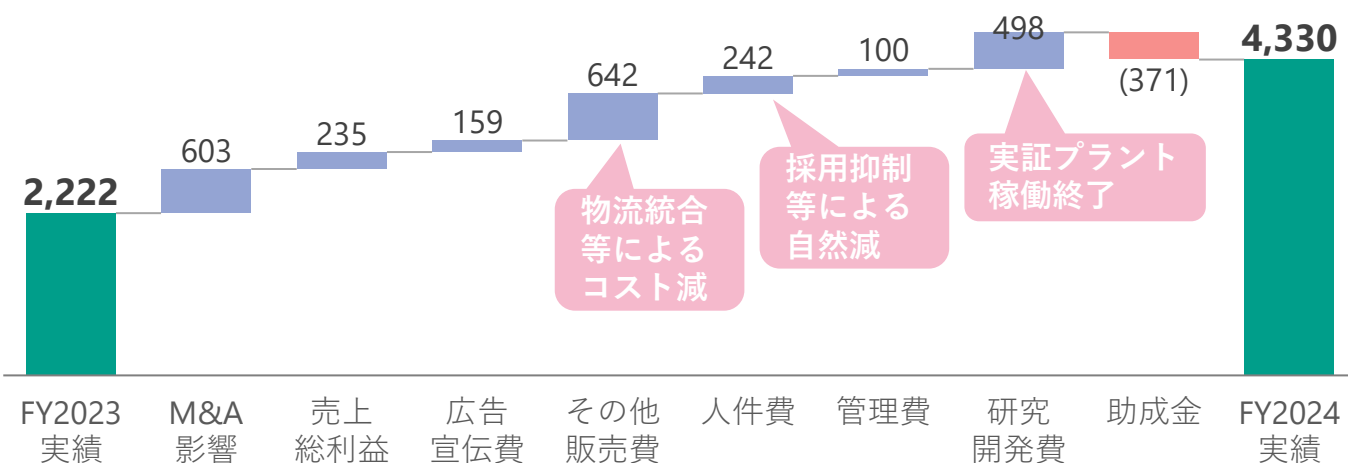 2,222
603
235
159
642
242
100
498
(371)
4,330
物流統合
等による
コスト減
採用抑制
等による
自然減
実証プラント
稼働終了
FY2023
実績
M&A
影響
売上
総利益
広告
宣伝費
その他
販売費
人件費
管理費
研究
開発費
助成金
FY2024
実績